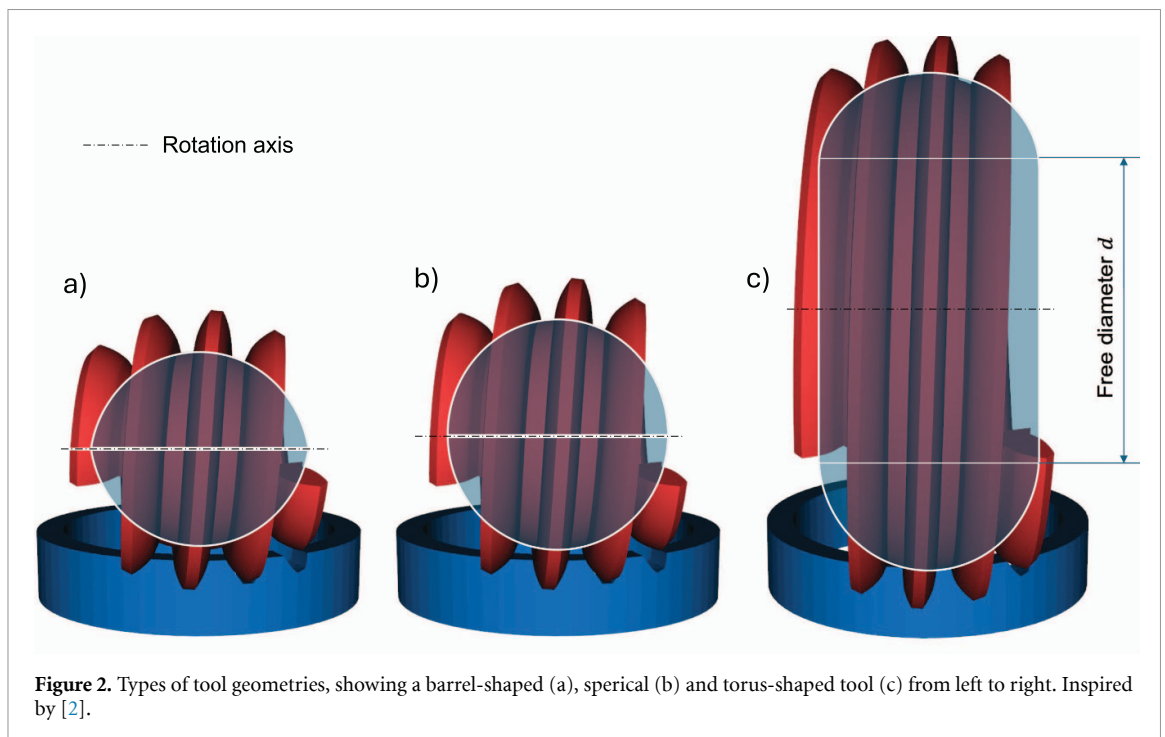 Rotation axis
a)
b)
c)
Free diameter d
Figure 2. Types of tool geometries, showing a barrel-shaped (a), sperical (b) and torus-shaped tool (c) from left to right. Inspired
by [2].